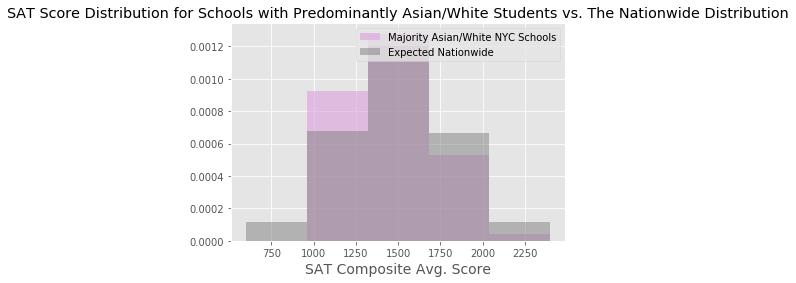 SAT Score Distribution for Schools with Predominantly Asian/White Students vs. The Nationwide Distribution
Majority Asian/White NYC Schools
Expected Nationwide
0.0012
0.0010
0.0008
0.0006
0.0004
0.0002
0.0000
750 1000 1250 1500 1750 2000 2250
SAT Composite Avg. Score